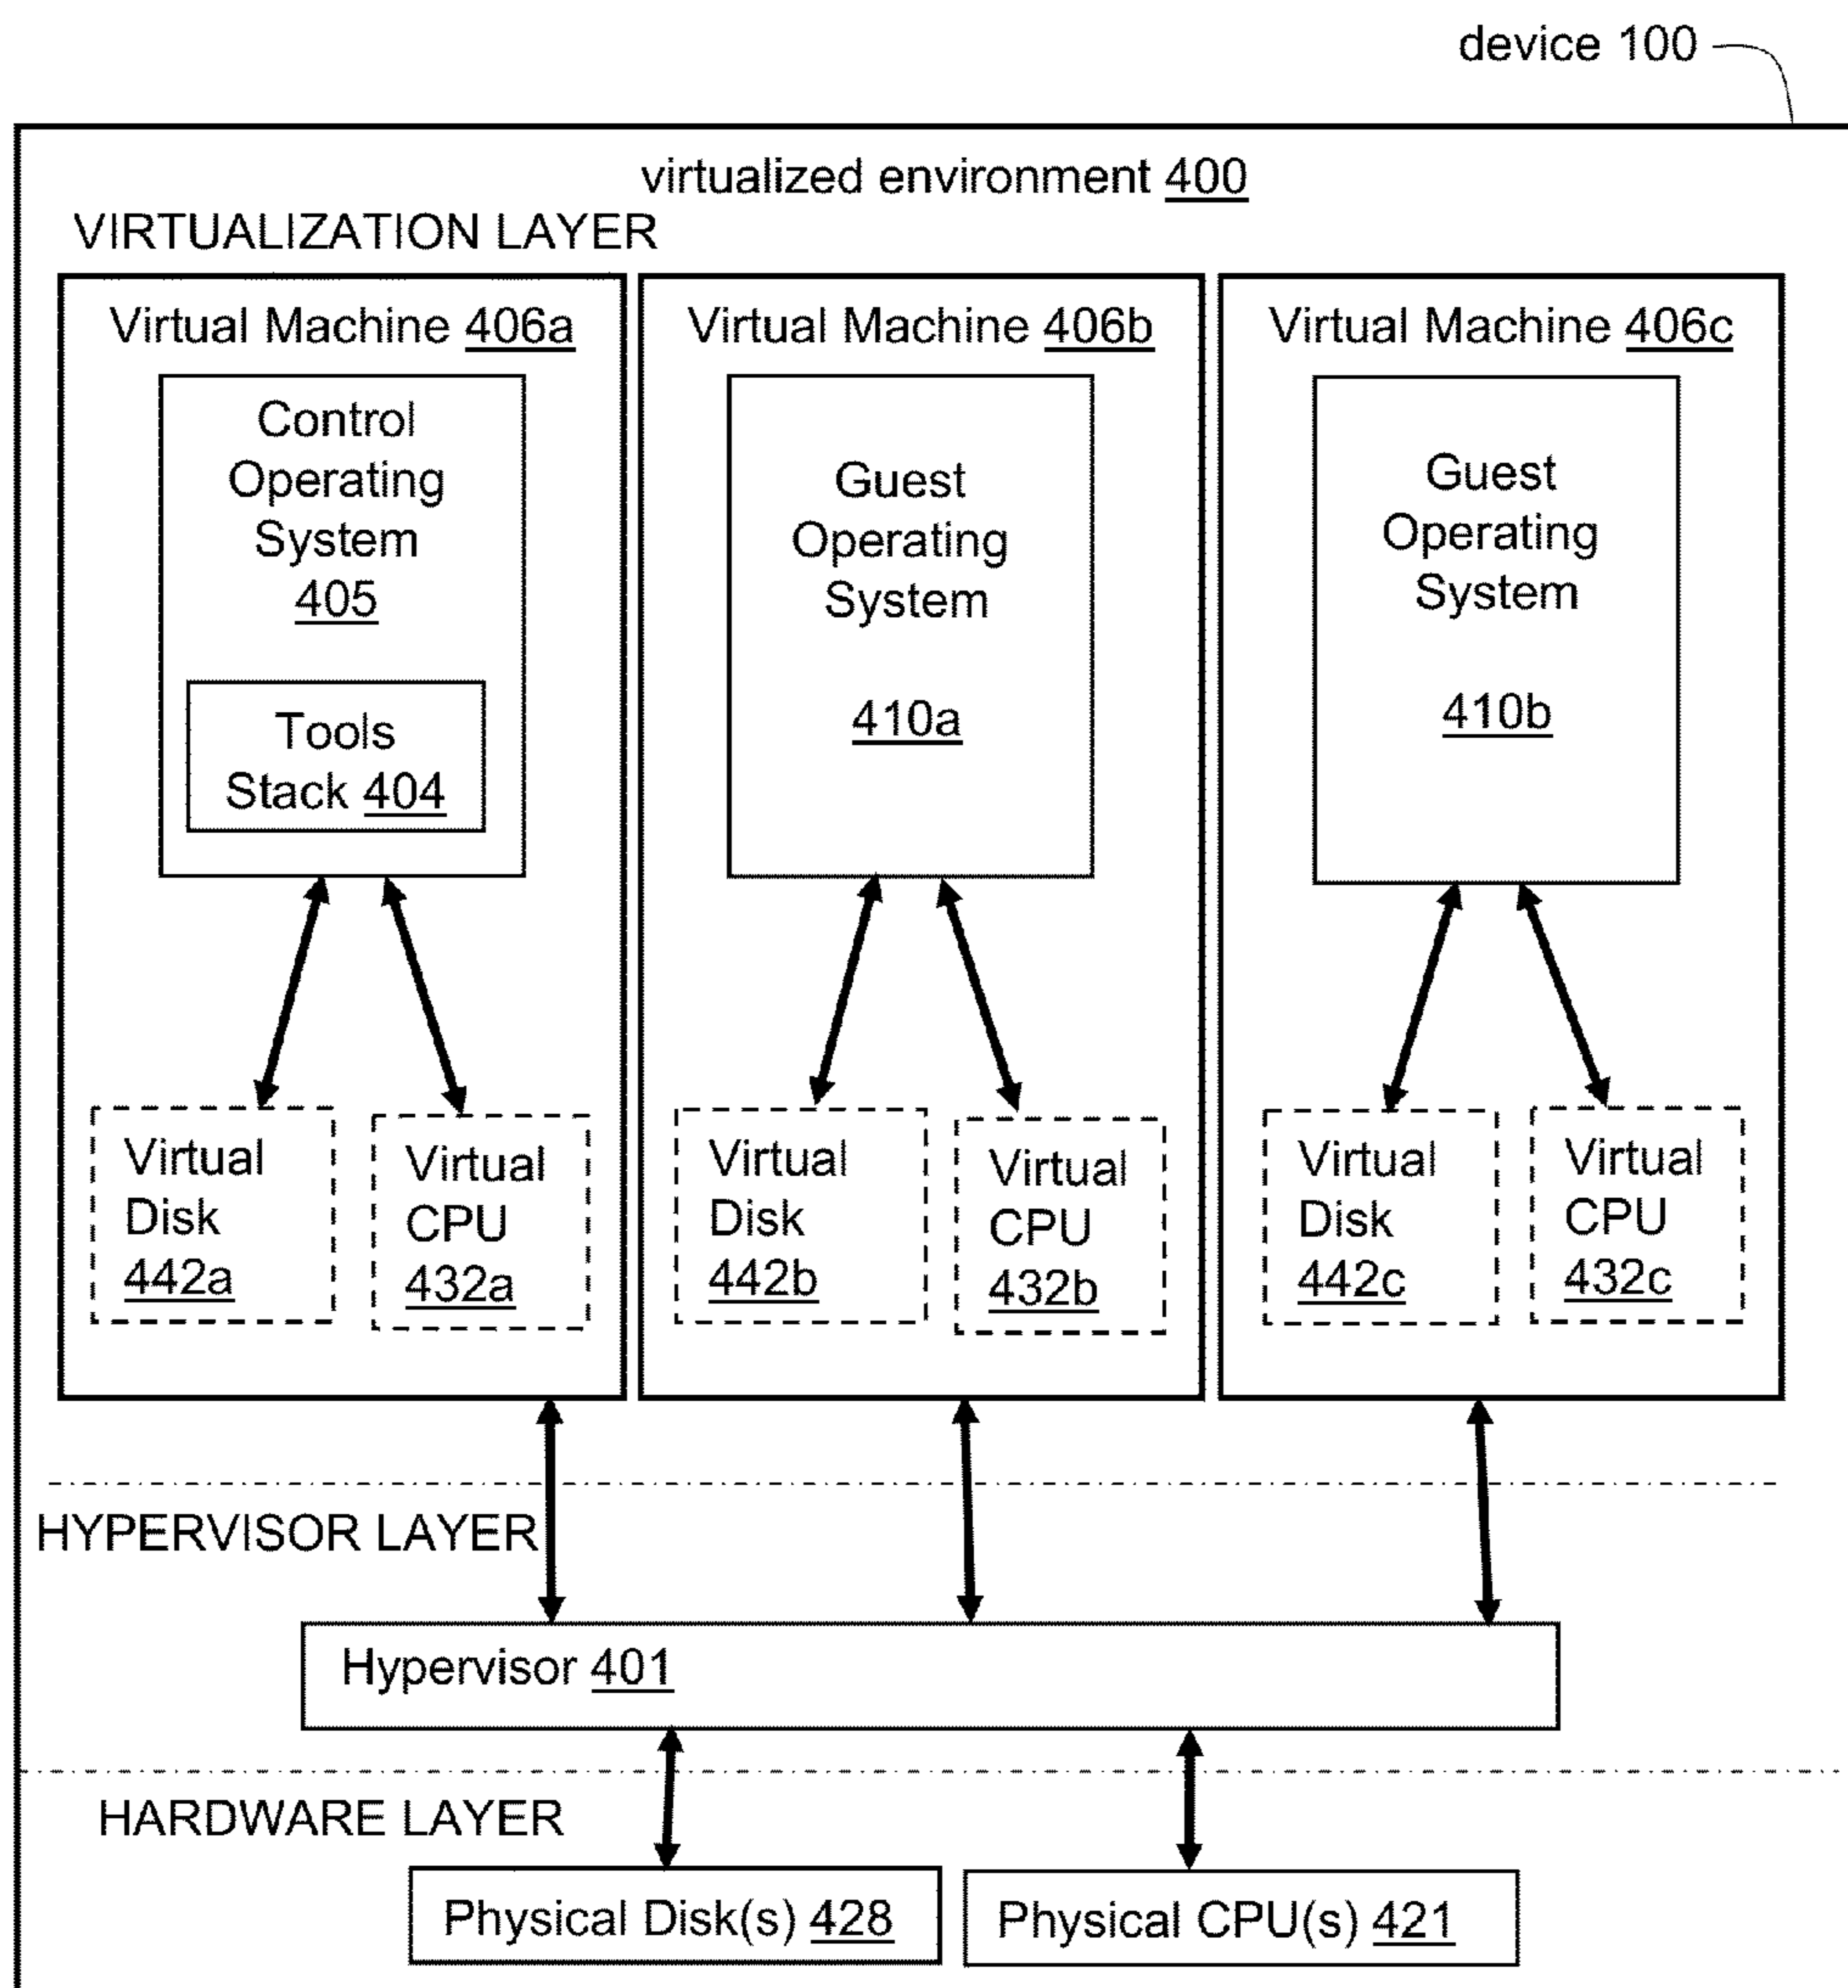 device 100
virtualized environment 400
VIRTUALIZATION LAYER
Virtual Machine 406a
Control
Operating
System
405
Tools
Stack 404
Virtual
Disk
442a
Virtual
CPU
432a
Virtual Machine 406b
Guest
Operating
System
410a
Virtual
Disk
442b
Virtual
CPU
432b
Virtual Machine 406c
Guest
Operating
System
410b
Virtual
Disk
442c
Virtual
CPU
432c
HYPERVISOR LAYER
Hypervisor 401
HARDWARE LAYER
Physical Disk(s) 428
Physical CPU(s) 421